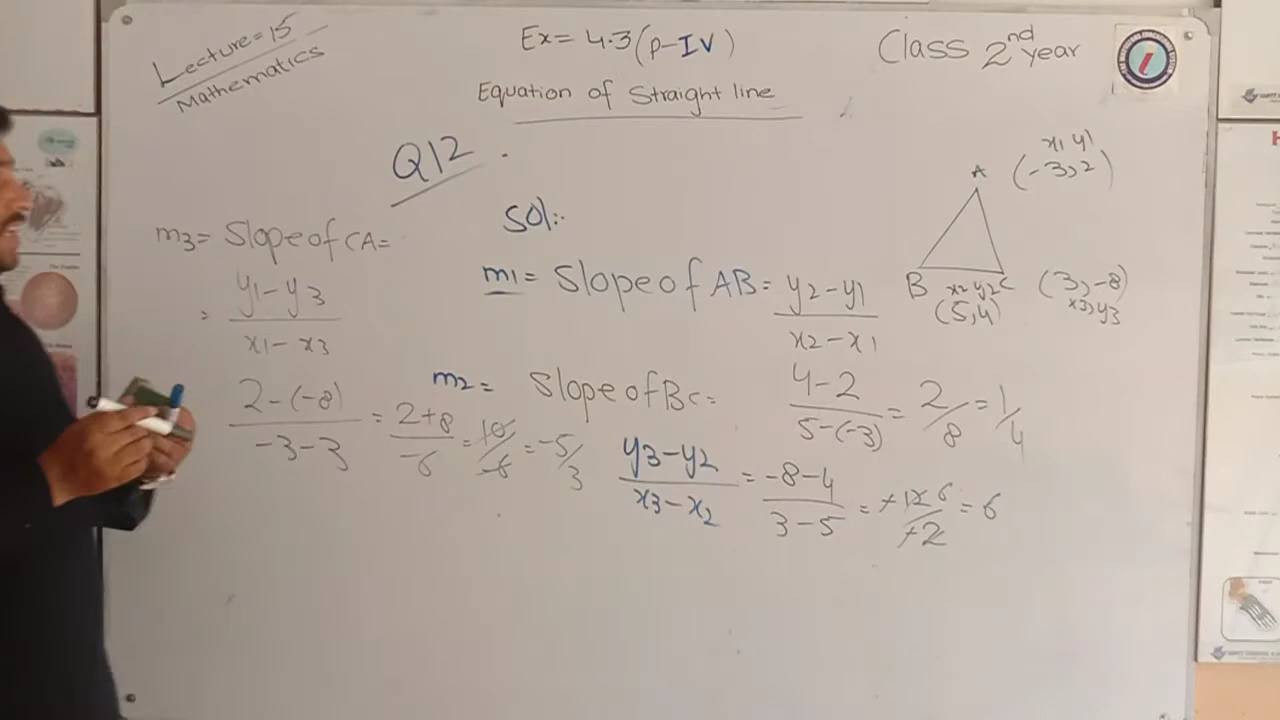 Lecture = 15
Mathematics
Ex = 4.3 (P-IV)
Class 2nd year
Equation of Straight line
Q12 .
Sol:-
x1 y1
A (-3, 2)
B x2 y2 C (3, -8)
(5, 4) x3, y3
m1 = Slope of AB = y2 - y1 / x2 - x1
4 - 2 / 5 - (-3) = 2/8 = 1/4
m2 = Slope of BC =
y3 - y2 / x3 - x2 = -8 - 4 / 3 - 5 = -12 6 / -2 = 6
m3 = Slope of CA =
= y1 - y3 / x1 - x3
2 - (-8) / -3 - 3 = 2 + 8 / -6 = 10/-6 = -5/3